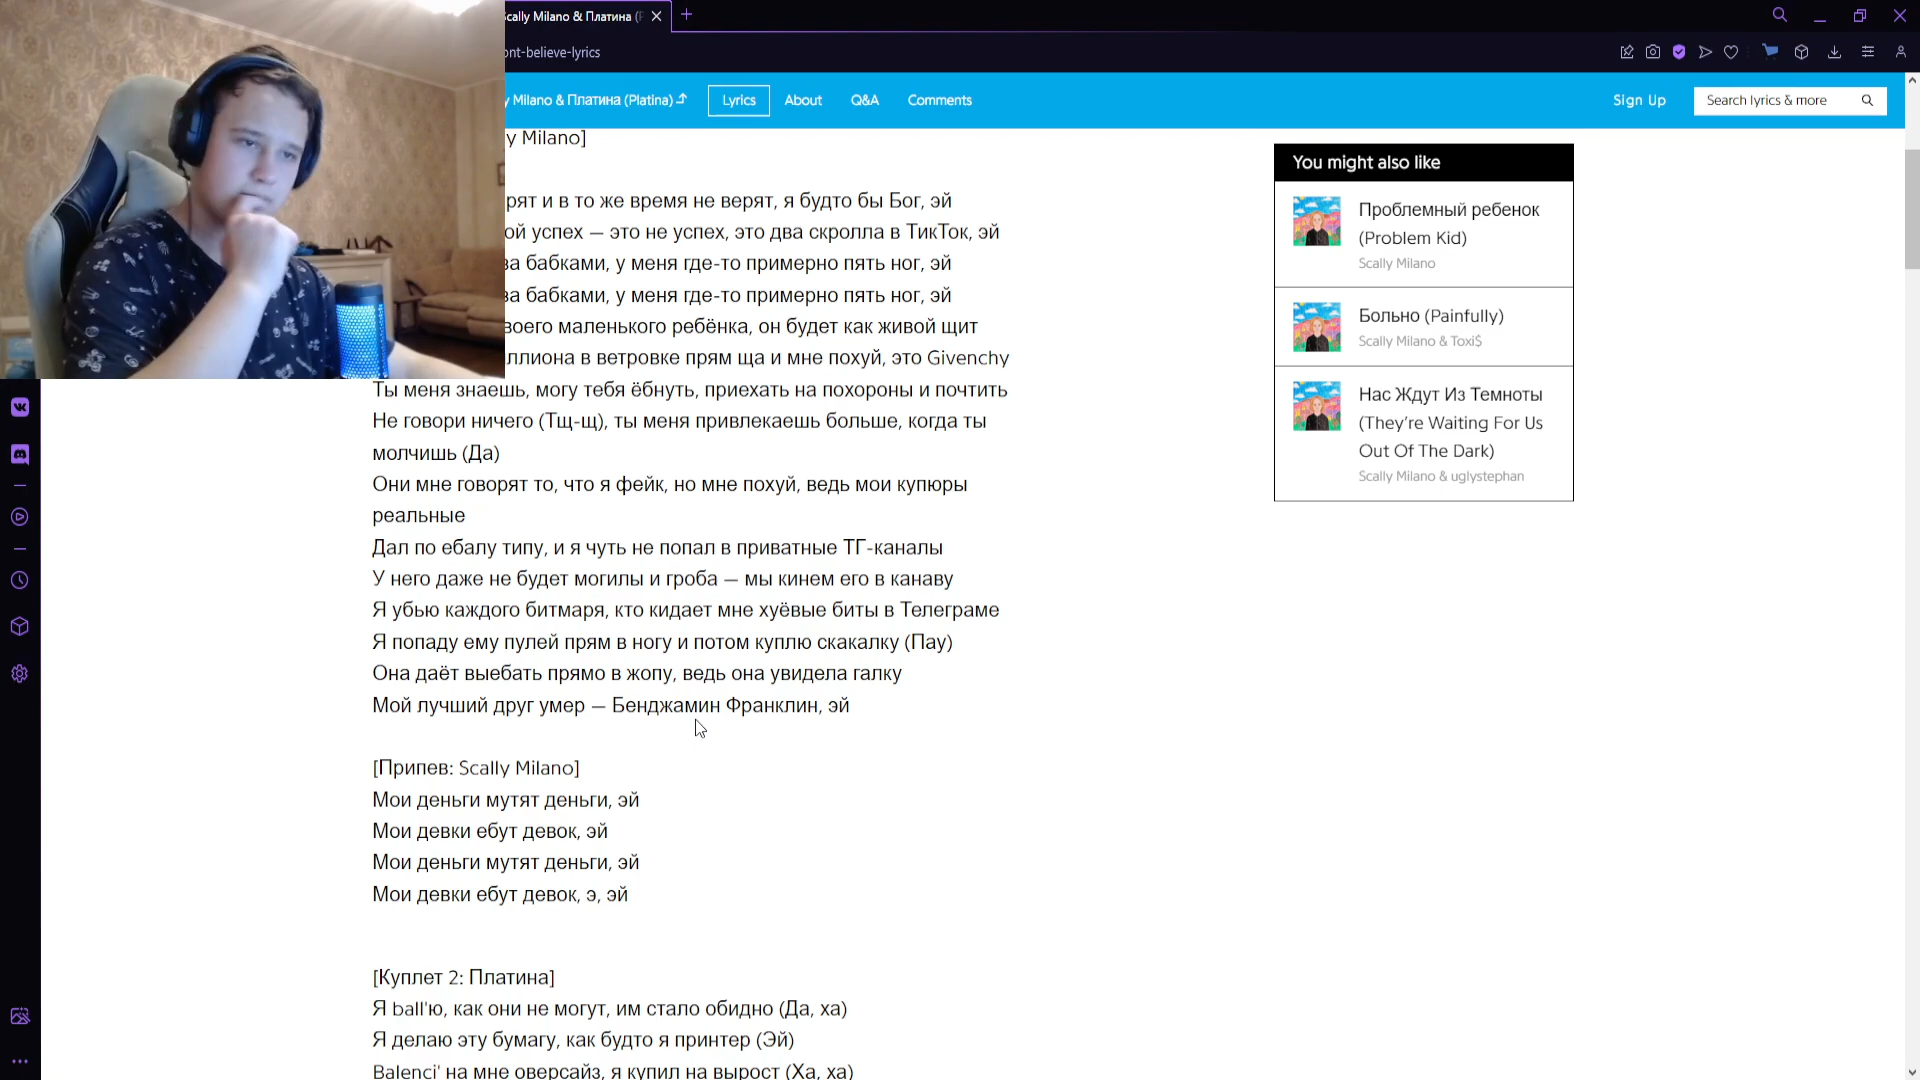 Scally Milano & Платина (
ont-believe-lyrics
y Milano & Платина (Platina)
Lyrics
About
Q&A
Comments
Sign Up
Search lyrics & more
y Milano]
рят и в то же время не верят, я будто бы Бог, эй
ой успех — это не успех, это два скролла в ТикТок, эй
за бабками, у меня где-то примерно пять ног, эй
за бабками, у меня где-то примерно пять ног, эй
воего маленького ребёнка, он будет как живой щит
ллиона в ветровке прям ща и мне похуй, это Givenchy
Ты меня знаешь, могу тебя ёбнуть, приехать на похороны и почтить
Не говори ничего (Тщ-щ), ты меня привлекаешь больше, когда ты
молчишь (Да)
Они мне говорят то, что я фейк, но мне похуй, ведь мои купюры
реальные
Дал по ебалу типу, и я чуть не попал в приватные ТГ-каналы
У него даже не будет могилы и гроба — мы кинем его в канаву
Я убью каждого битмаря, кто кидает мне хуёвые биты в Телеграме
Я попаду ему пулей прям в ногу и потом куплю скакалку (Пау)
Она даёт выебать прямо в жопу, ведь она увидела галку
Мой лучший друг умер — Бенджамин Франклин, эй
[Припев: Scally Milano]
Мои деньги мутят деньги, эй
Мои девки ебут девок, эй
Мои деньги мутят деньги, эй
Мои девки ебут девок, э, эй
[Куплет 2: Платина]
Я ball'ю, как они не могут, им стало обидно (Да, ха)
Я делаю эту бумагу, как будто я принтер (Эй)
Balenci' на мне оверсайз, я купил на вырост (Ха, ха)
You might also like
Проблемный ребенок
(Problem Kid)
Scally Milano
Больно (Painfully)
Scally Milano & Toxi$
Нас Ждут Из Темноты
(They're Waiting For Us
Out Of The Dark)
Scally Milano & uglystephan